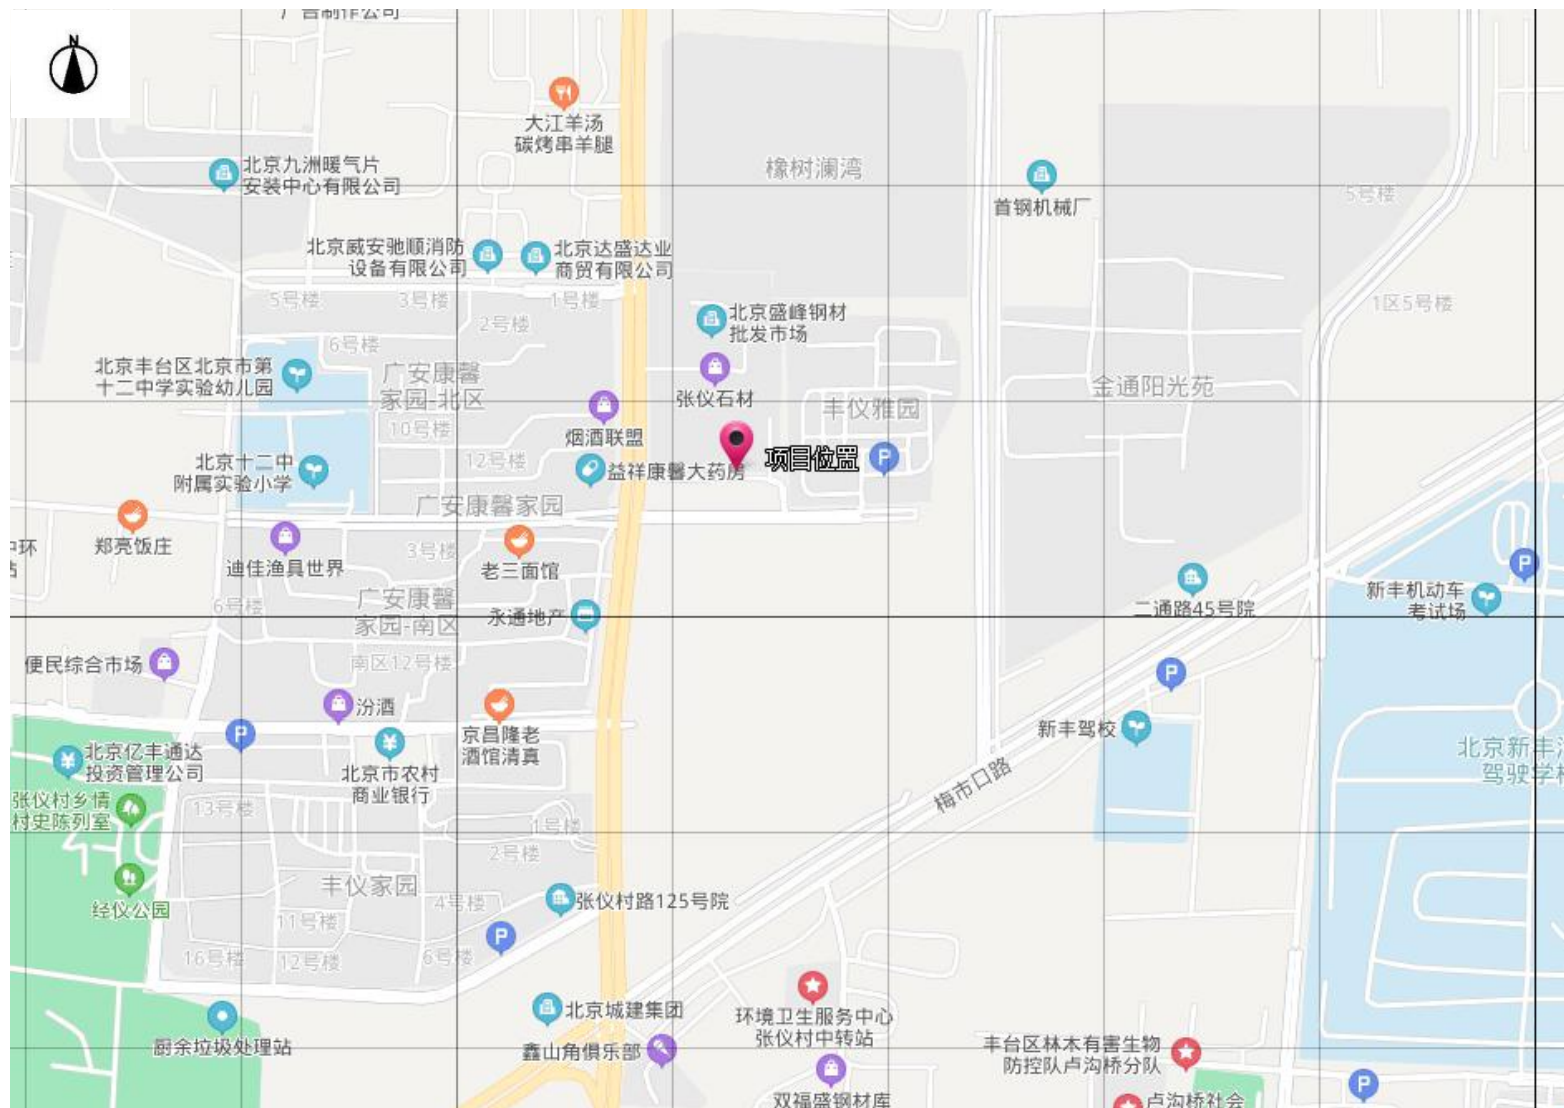 N
广告制作公司
大江羊汤
碳烤串羊腿
北京九洲暖气片
安装中心有限公司
橡树澜湾
首钢机械厂
5号楼
北京威安驰顺消防
设备有限公司
北京达盛达业
商贸有限公司
5号楼
3号楼
1号楼
2号楼
1区5号楼
北京盛峰钢材
批发市场
6号楼
北京丰台区北京市第
十二中学实验幼儿园
广安康馨
家园-北区
张仪石材
金通阳光苑
丰仪雅园
10号楼
烟酒联盟
12号楼
北京十二中
附属实验小学
益祥康馨大药房
项目位置
P
广安康馨家园
郑亮饭庄
中环
迪佳渔具世界
3号楼
老三面馆
P
6号楼
广安康馨
家园-南区
永通地产
二通路45号院
新丰机动车
考试场
便民综合市场
南区12号楼
P
汾酒
P
京昌隆老
酒馆清真
新丰驾校
北京亿丰通达
投资管理公司
北京市农村
商业银行
梅市口路
北京新丰
驾驶学校
张仪村乡情
村史陈列室
13号楼
1号楼
2号楼
丰仪家园
经仪公园
4号楼
张仪村路125号院
11号楼
P
16号楼
12号楼
6号楼
北京城建集团
环境卫生服务中心
张仪村中转站
厨余垃圾处理站
鑫山角俱乐部
丰台区林木有害生物
防控队卢沟桥分队
双福盛钢材库
P
卢沟桥社会